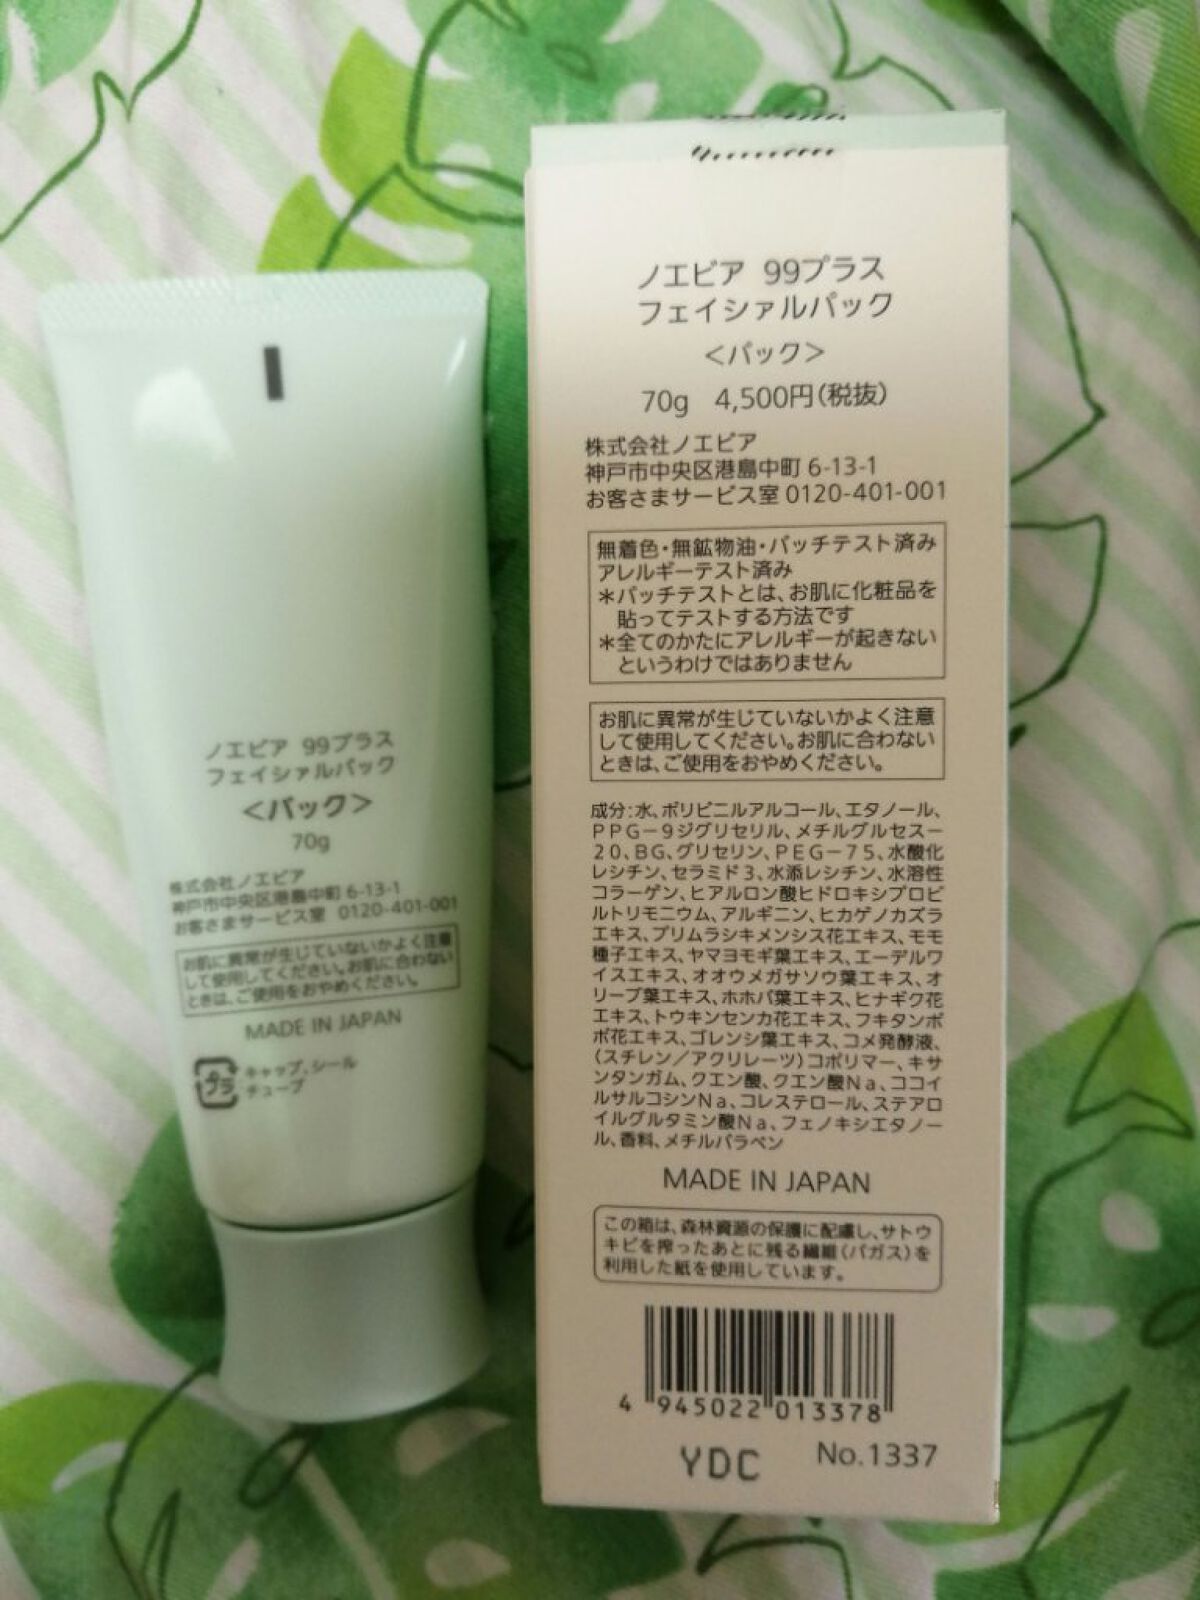 ノエビア 99プラス
フェイシャルパック
＜パック＞
70g
株式会社ノエビア
神戸市中央区港島中町 6-13-1
お客さまサービス室 0120-401-001
お肌に異常が生じていないかよく注意
して使用してください。お肌に合わない
ときは、ご使用をおやめください。
MADE IN JAPAN
プラ
キャップ、シール
チューブ
ノエビア 99プラス
フェイシァルパック
＜パック＞
70g 4,500円（税抜）
株式会社ノエビア
神戸市中央区港島中町 6-13-1
お客さまサービス室 0120-401-001
無着色・無鉱物油・パッチテスト済み
アレルギーテスト済み
＊パッチテストとは、お肌に化粧品を
貼ってテストする方法です
＊全てのかたにアレルギーが起きない
というわけではありません
お肌に異常が生じていないかよく注意
して使用してください。お肌に合わない
ときは、ご使用をおやめください。
成分：水、ポリビニルアルコール、エタノール、
ＰＰＧ－９ジグリセリル、メチルグルセス－
２０、ＢＧ、グリセリン、ＰＥＧ－７５、水酸化
レシチン、セラミド３、水添レシチン、水溶性
コラーゲン、ヒアルロン酸ヒドロキシプロピ
ルトリモニウム、アルギニン、ヒカゲノカズラ
エキス、プリムラシキメンシス花エキス、モモ
種子エキス、ヤマヨモギ葉エキス、エーデルワ
イスエキス、オオウメガサソウ葉エキス、オ
リーブ葉エキス、ホホバ葉エキス、ヒナギク花
エキス、トウキンセンカ花エキス、フキタンポ
ポ花エキス、ゴレンシ葉エキス、コメ発酵液、
（スチレン／アクリレーツ）コポリマー、キサ
ンタンガム、クエン酸、クエン酸Ｎａ、ココイ
ルサルコシンＮａ、コレステロール、ステアロ
イルグルタミン酸Ｎａ、フェノキシエタノー
ル、香料、メチルパラベン
MADE IN JAPAN
この箱は、森林資源の保護に配慮し、サトウ
キビを搾ったあとに残る繊維（バガス）を
利用した紙を使用しています。
4 945022 013378
YDC No.1337